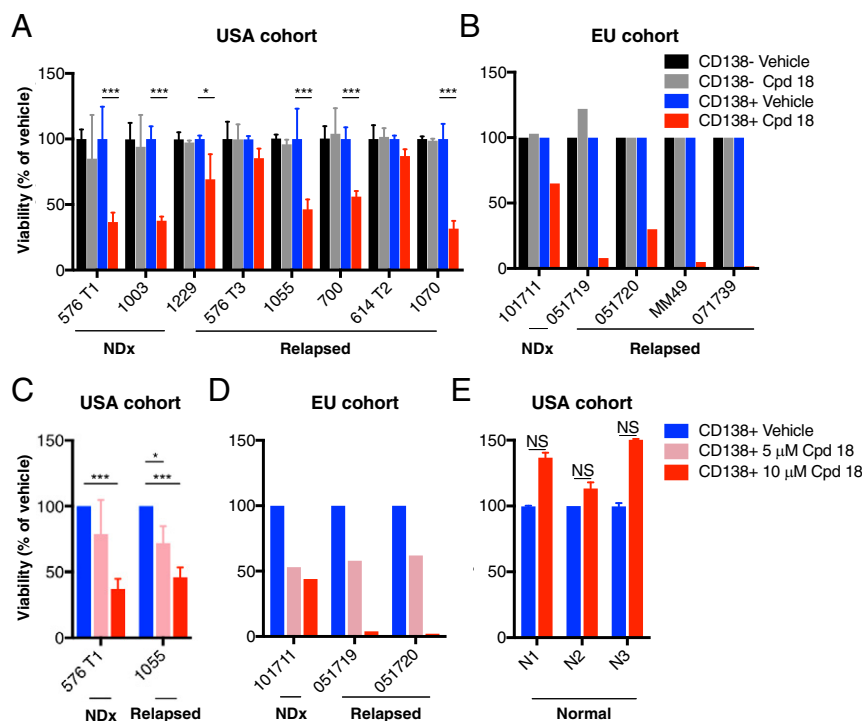 A
USA cohort
Viability (% of vehicle)
150
100
50
0
***
***
*
***
***
***
576 T1
1003
1229
576 T3
1055
700
614 T2
1070
NDx
Relapsed
B
EU cohort
CD138- Vehicle
CD138- Cpd 18
CD138+ Vehicle
CD138+ Cpd 18
150
100
50
0
101711
051719
051720
MM49
071739
NDx
Relapsed
C
USA cohort
Viability (% of vehicle)
150
100
50
0
***
*
***
576 T1
1055
NDx
Relapsed
D
EU cohort
150
100
50
0
101711
051719
051720
NDx
Relapsed
E
USA cohort
150
100
50
0
NS
NS
NS
N1
N2
N3
Normal
CD138+ Vehicle
CD138+ 5 μM Cpd 18
CD138+ 10 μM Cpd 18